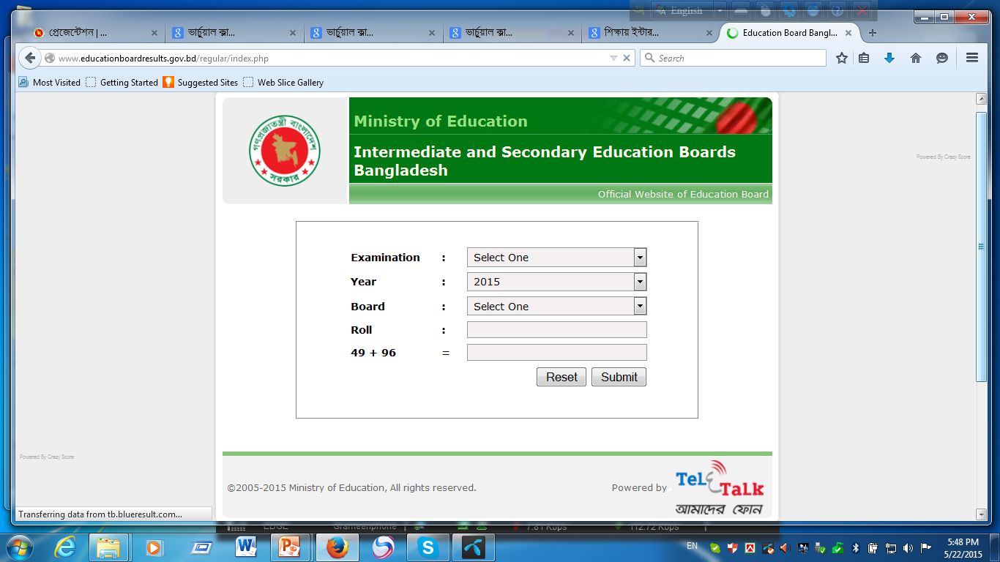 English
প্রেজেন্টেশন | ...
ভার্চুয়াল ক্লা...
ভার্চুয়াল ক্লা...
ভার্চুয়াল ক্লা...
শিক্ষায় ইন্টার...
Education Board Bangl...
www.educationboardresults.gov.bd/regular/index.php
Search
Most Visited
Getting Started
Suggested Sites
Web Slice Gallery
গণপ্রজাতন্ত্রী বাংলাদেশ
সরকার
Ministry of Education
Intermediate and Secondary Education Boards
Bangladesh
Official Website of Education Board
Powered By Crazy Score
Examination : Select One
Year : 2015
Board : Select One
Roll :
49 + 96 =
Reset Submit
Powered By Crazy Score
©2005-2015 Ministry of Education, All rights reserved.
Powered by
TeleTalk
আমাদের ফোন
Transferring data from tb.blueresult.com...
EDGE Grameenphone 7.81 Kbps 112.72 Kbps
EN
5:48 PM
5/22/2015